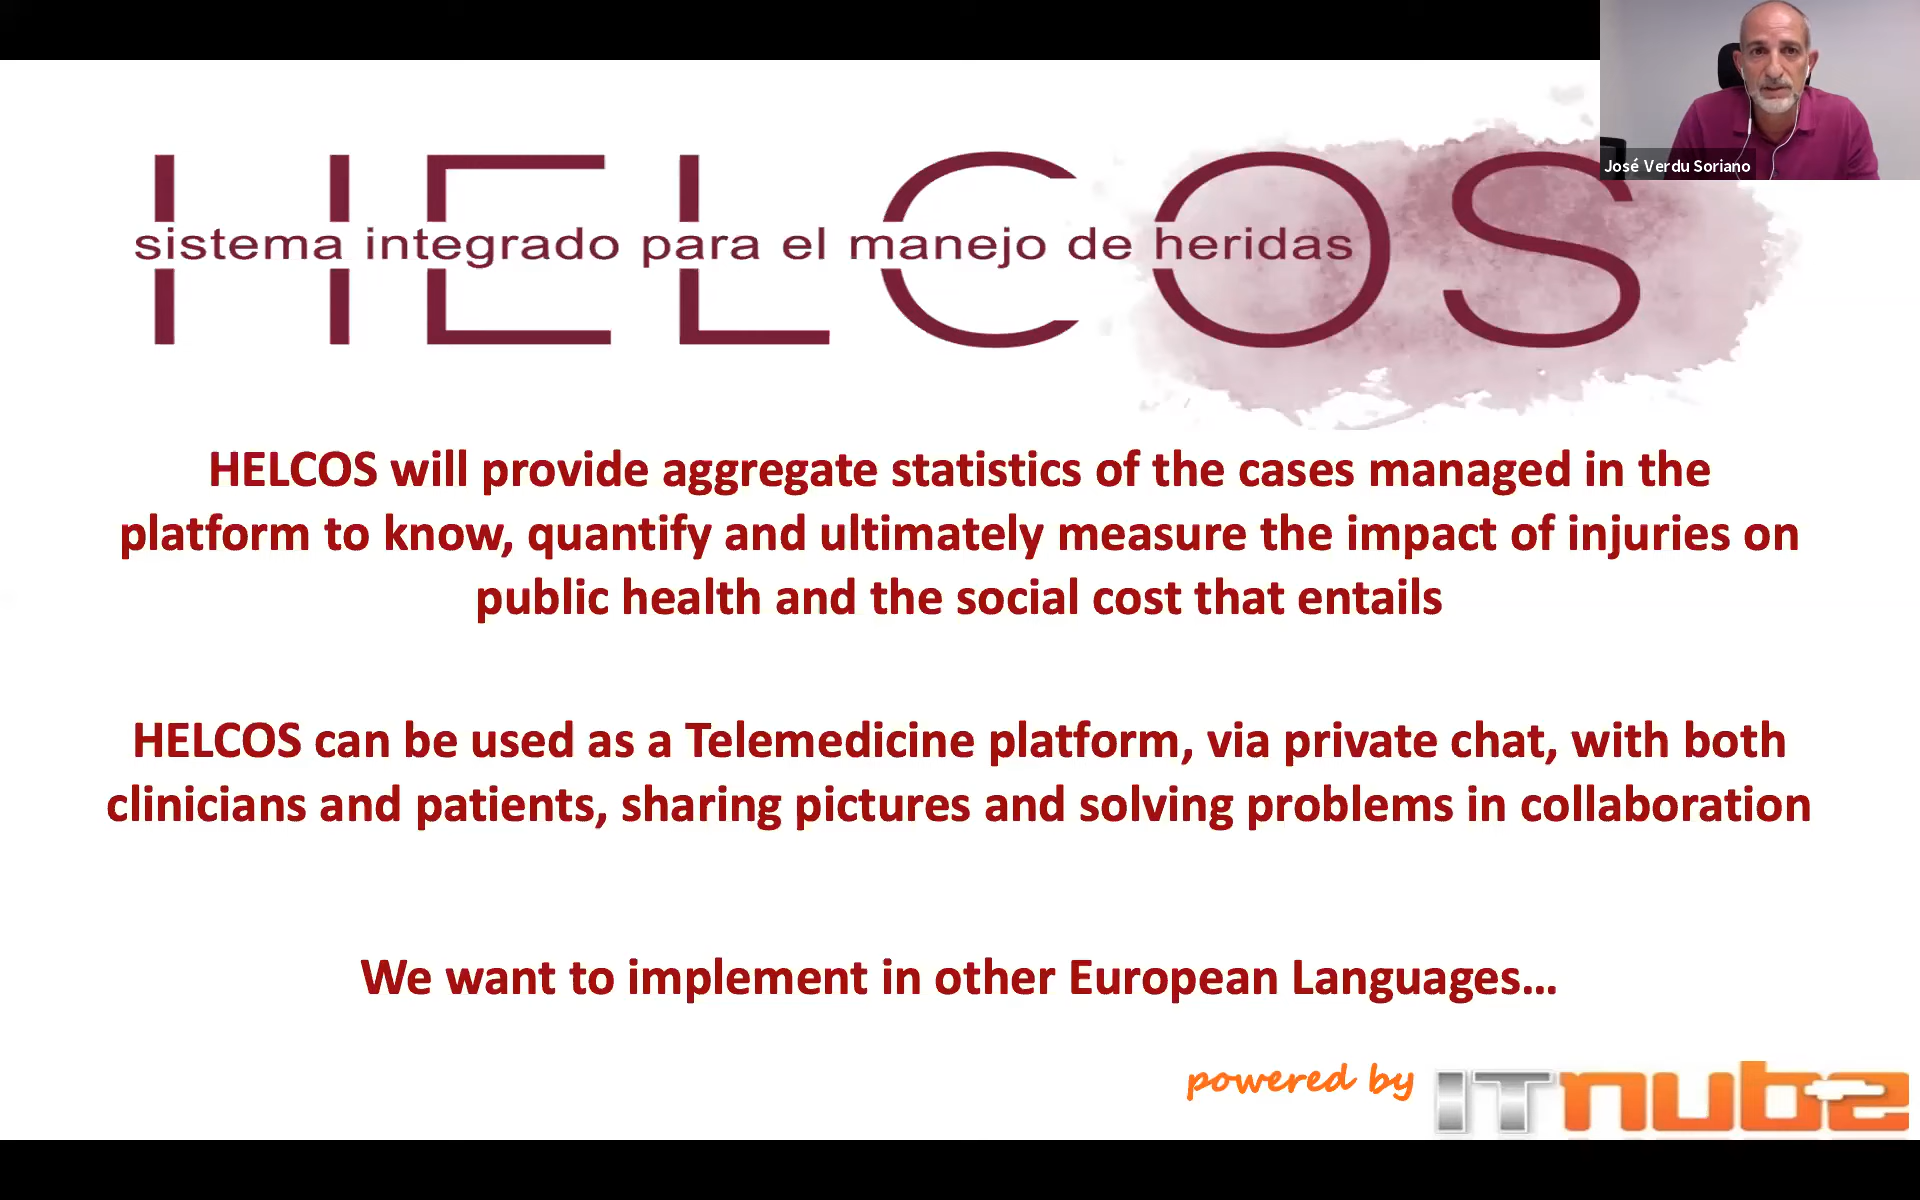 HELCOS
sistema integrado para el manejo de heridas
José Verdu Soriano
HELCOS will provide aggregate statistics of the cases managed in the
platform to know, quantify and ultimately measure the impact of injuries on
public health and the social cost that entails
HELCOS can be used as a Telemedicine platform, via private chat, with both
clinicians and patients, sharing pictures and solving problems in collaboration
We want to implement in other European Languages...
powered by ITnub2